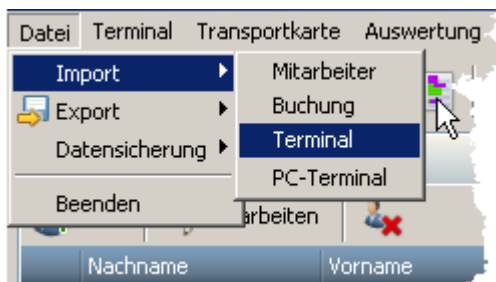 Datei Terminal Transportkarte Auswertung
Import Mitarbeiter
Export Buchung
Datensicherung Terminal
PC-Terminal
Beenden arbeiten
Nachname Vorname